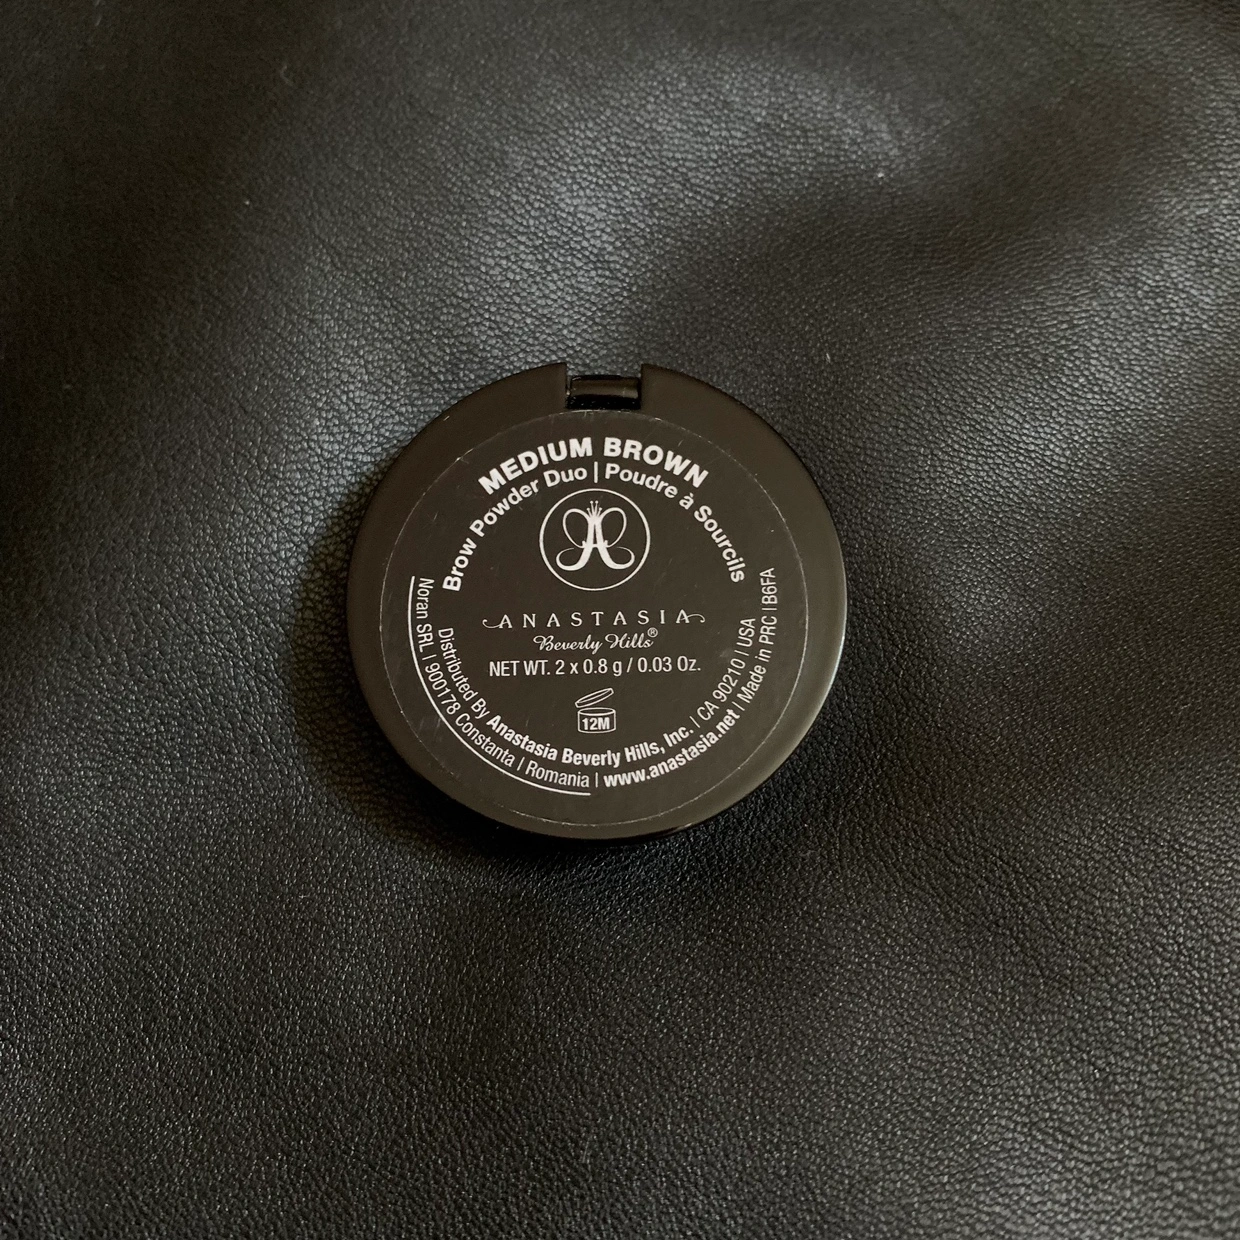 MEDIUM BROWN
Brow Powder Duo | Poudre à Sourcils
ANASTASIA
Beverly Hills®
NET WT. 2 x 0.8 g / 0.03 Oz.
12M
Distributed By Anastasia Beverly Hills, Inc. | CA 90210 | USA
Noran SRL | 900178 Constanta / Romania | www.anastasia.net | Made in PRC | B6FA